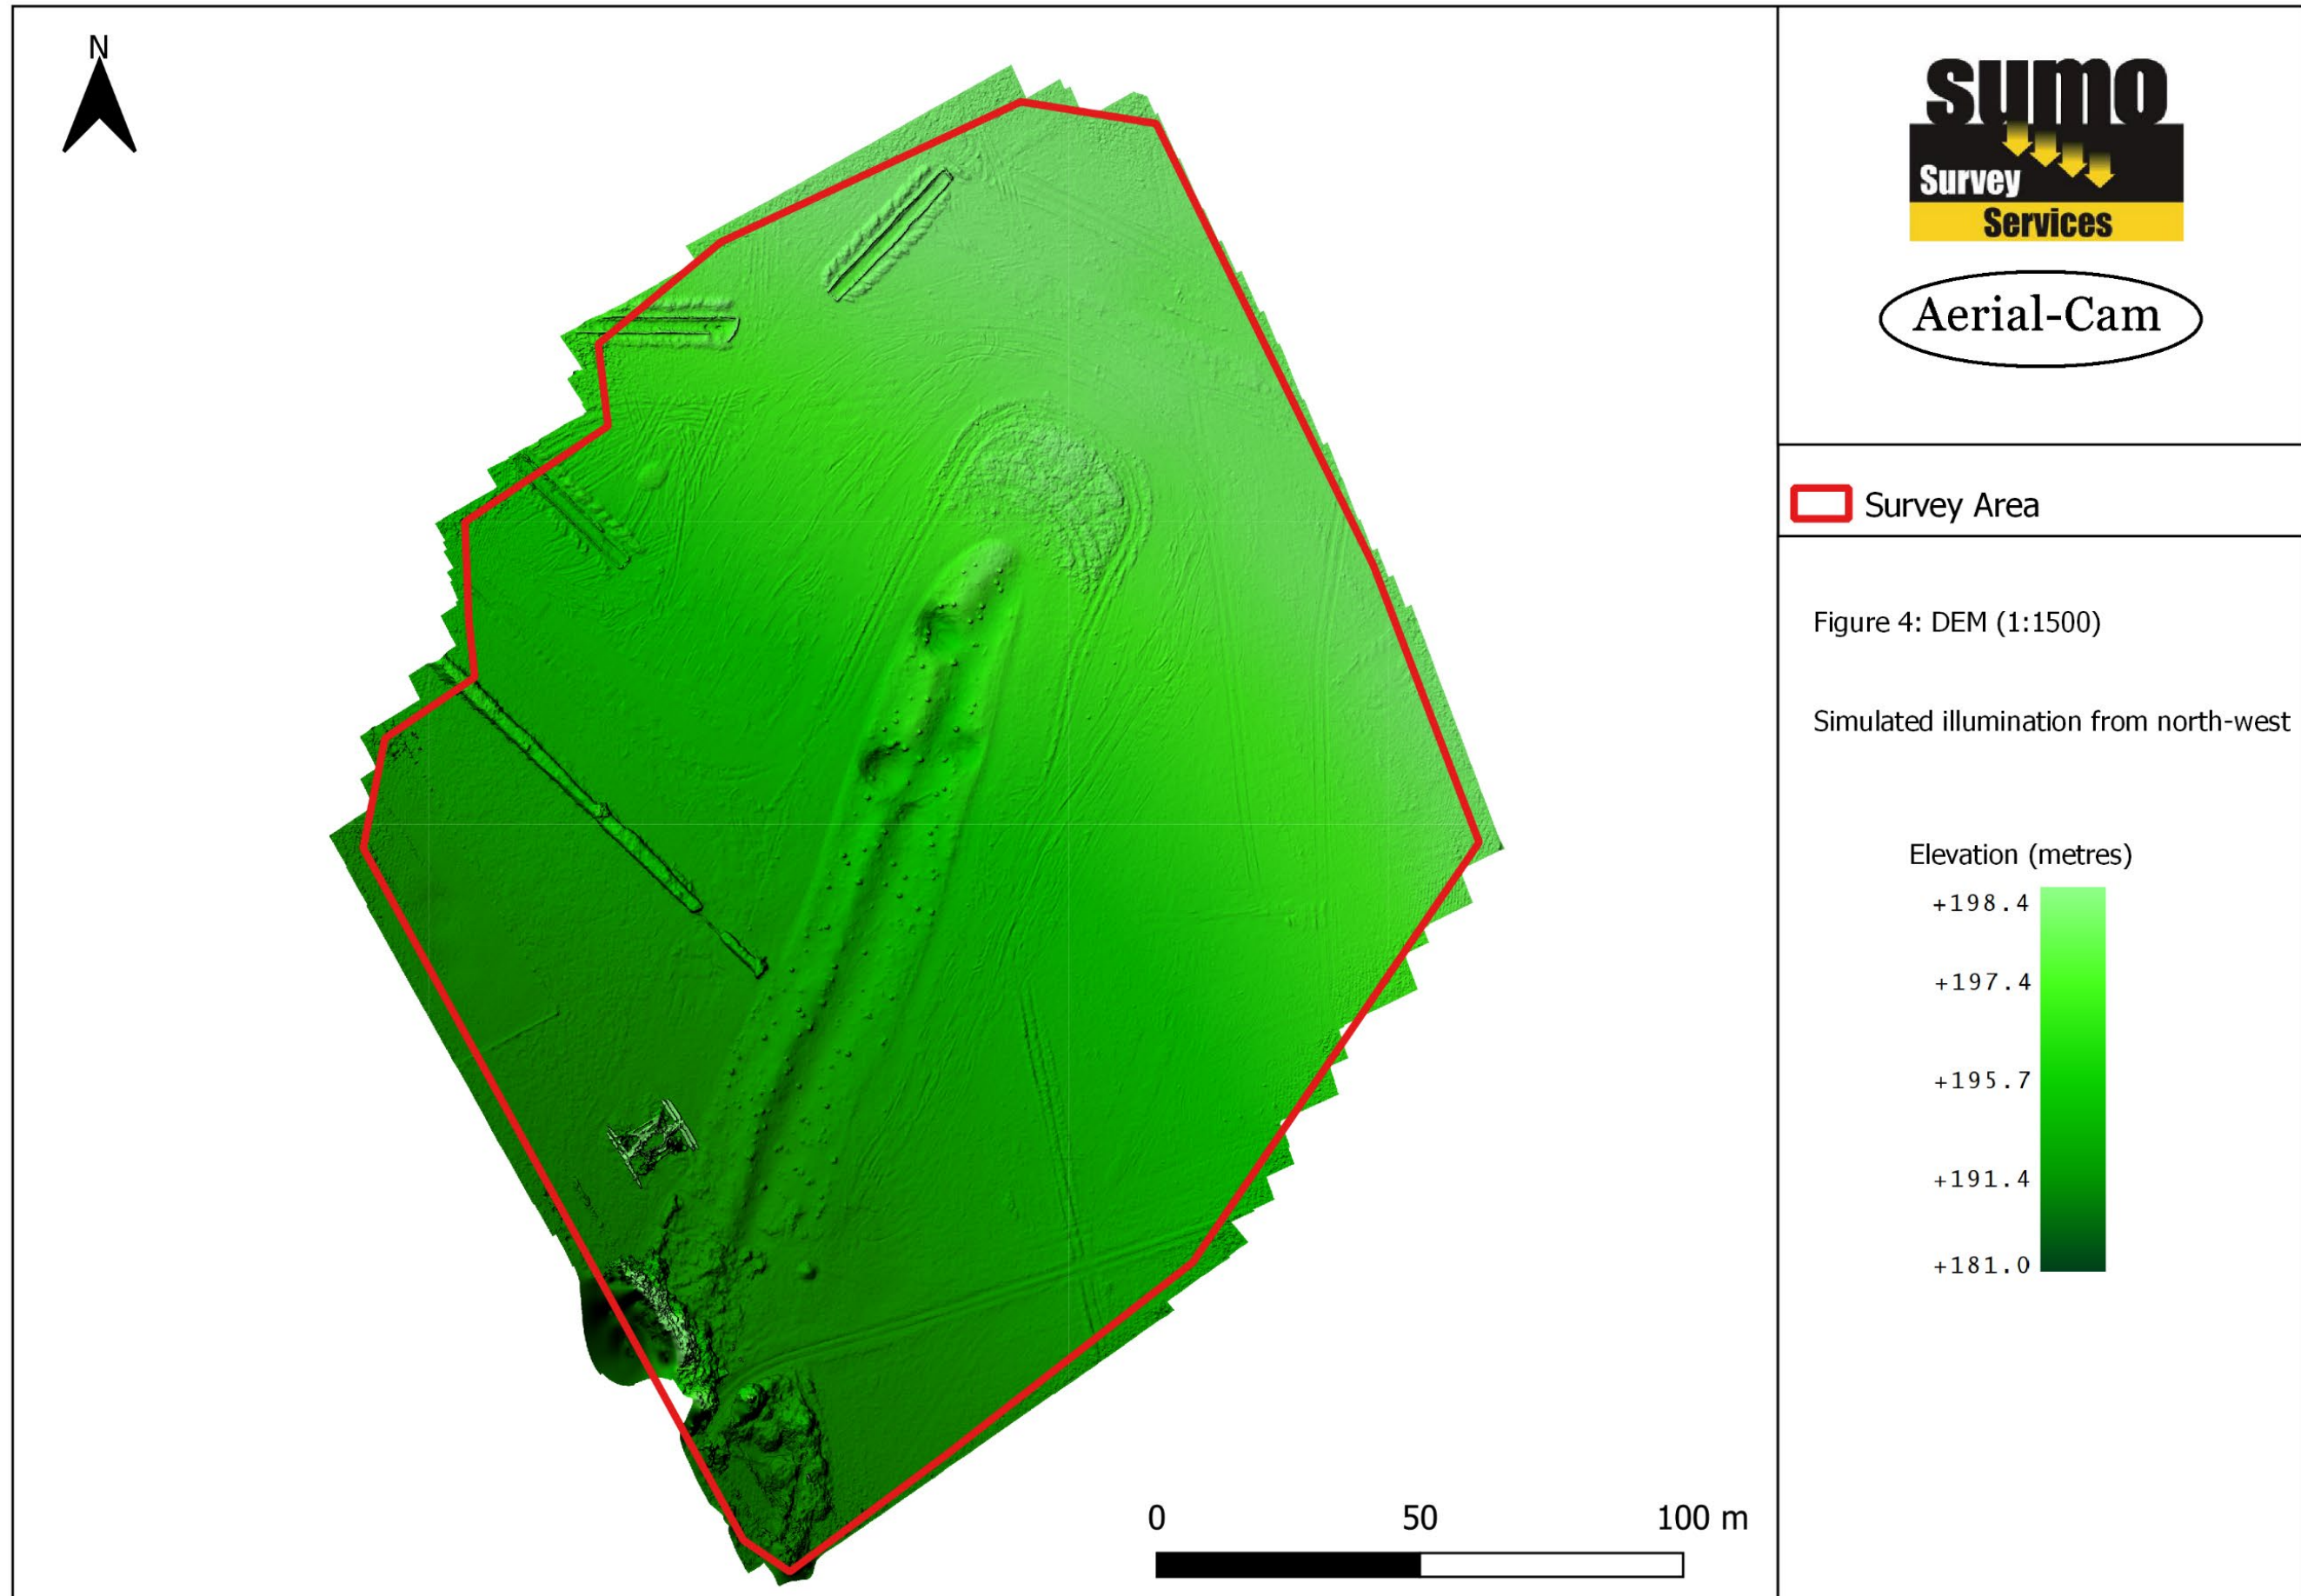 N
sumo
Survey
Services
Aerial-Cam
Survey Area
Figure 4: DEM (1:1500)
Simulated illumination from north-west
Elevation (metres)
+198.4
+197.4
+195.7
+191.4
+181.0
0 50 100 m